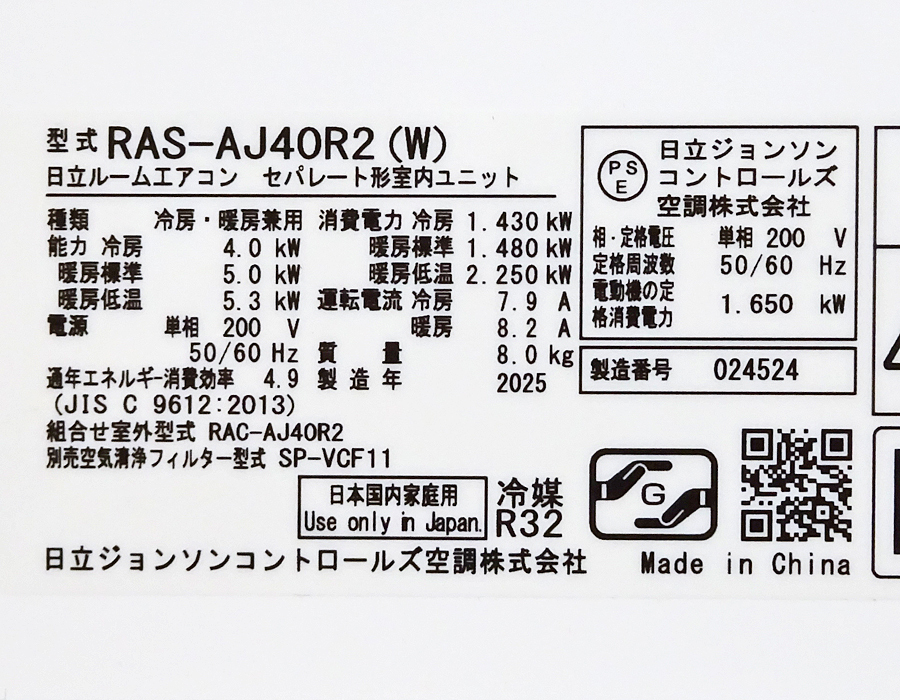 型式 RAS-AJ40R2 (W)
日立ルームエアコン セパレート形室内ユニット
種類 冷房・暖房兼用
能力 冷房 4.0 kW
暖房標準 5.0 kW
暖房低温 5.3 kW
電源 単相 200 V
50/60 Hz
通年エネルギー消費効率 4.9
(JIS C 9612:2013)
消費電力 冷房 1.430 kW
暖房標準 1.480 kW
暖房低温 2.250 kW
運転電流 冷房 7.9 A
暖房 8.2 A
質量 8.0 kg
製造年 2025
組合せ室外型式 RAC-AJ40R2
別売空気清浄フィルター型式 SP-VCF11
日本国内家庭用
Use only in Japan.
冷媒
R32
日立ジョンソンコントロールズ空調株式会社
PS
E
日立ジョンソン
コントロールズ
空調株式会社
相・定格電圧 単相 200 V
定格周波数 50/60 Hz
電動機の定
格消費電力 1.650 kW
製造番号 024524
G
Made in China